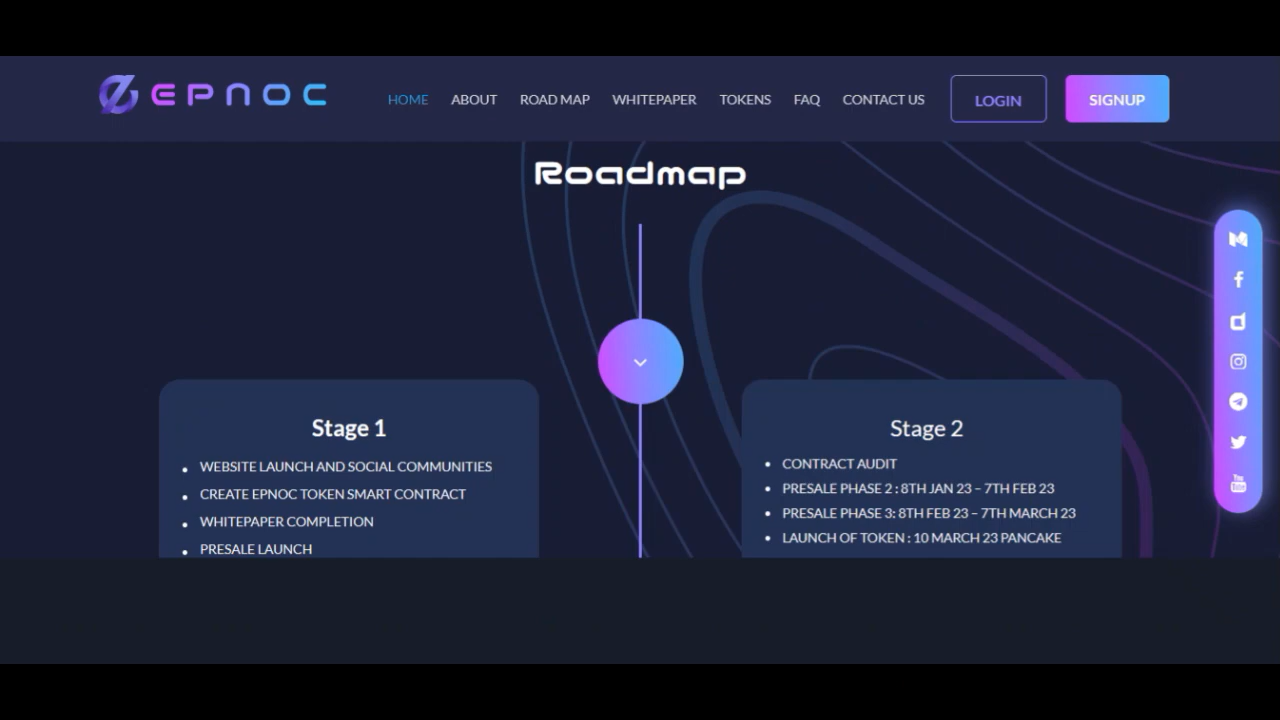 EPNOC
HOME ABOUT ROAD MAP WHITEPAPER TOKENS FAQ CONTACT US LOGIN SIGNUP
Roadmap
Stage 1
• WEBSITE LAUNCH AND SOCIAL COMMUNITIES
• CREATE EPNOC TOKEN SMART CONTRACT
• WHITEPAPER COMPLETION
• PRESALE LAUNCH
Stage 2
• CONTRACT AUDIT
• PRESALE PHASE 2 : 8TH JAN 23 – 7TH FEB 23
• PRESALE PHASE 3: 8TH FEB 23 – 7TH MARCH 23
• LAUNCH OF TOKEN : 10 MARCH 23 PANCAKE
You
Tube